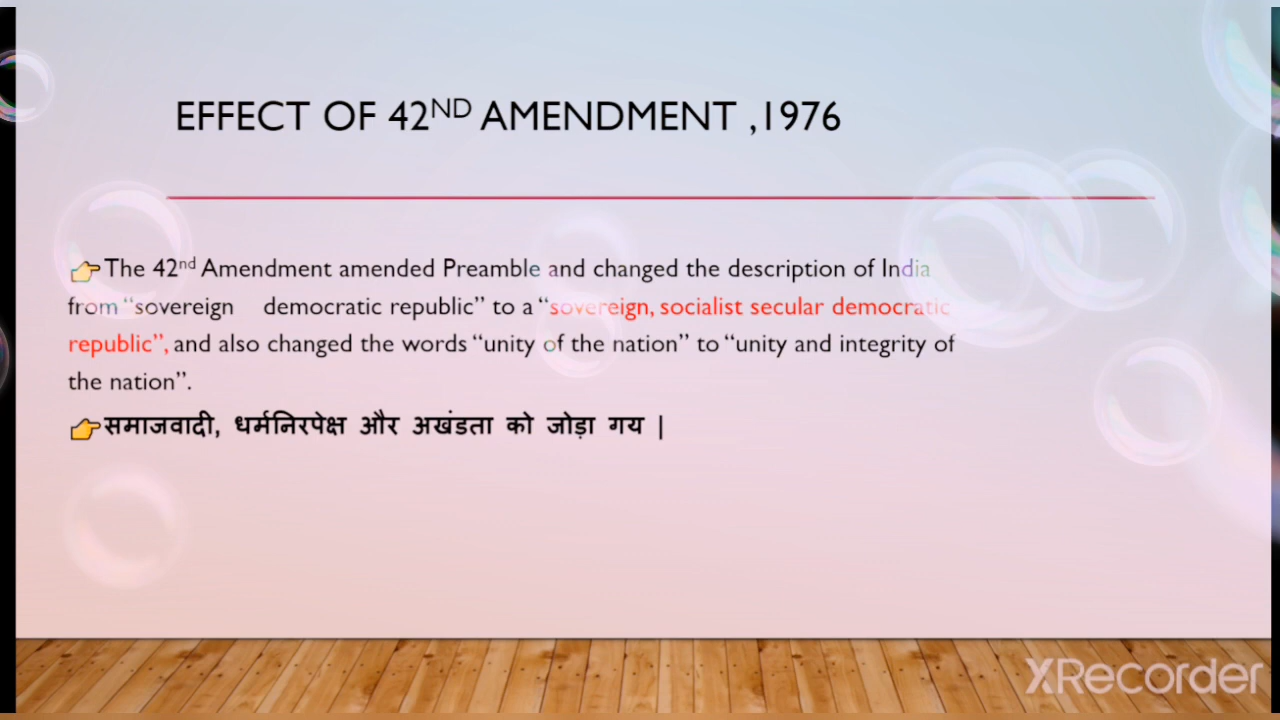 EFFECT OF 42ND AMENDMENT ,1976
👉The 42nd Amendment amended Preamble and changed the description of India
from “sovereign democratic republic” to a “sovereign, socialist secular democratic
republic”, and also changed the words “unity of the nation” to “unity and integrity of
the nation”.
👉समाजवादी, धर्मनिरपेक्ष और अखंडता को जोड़ा गय |
XRecorder